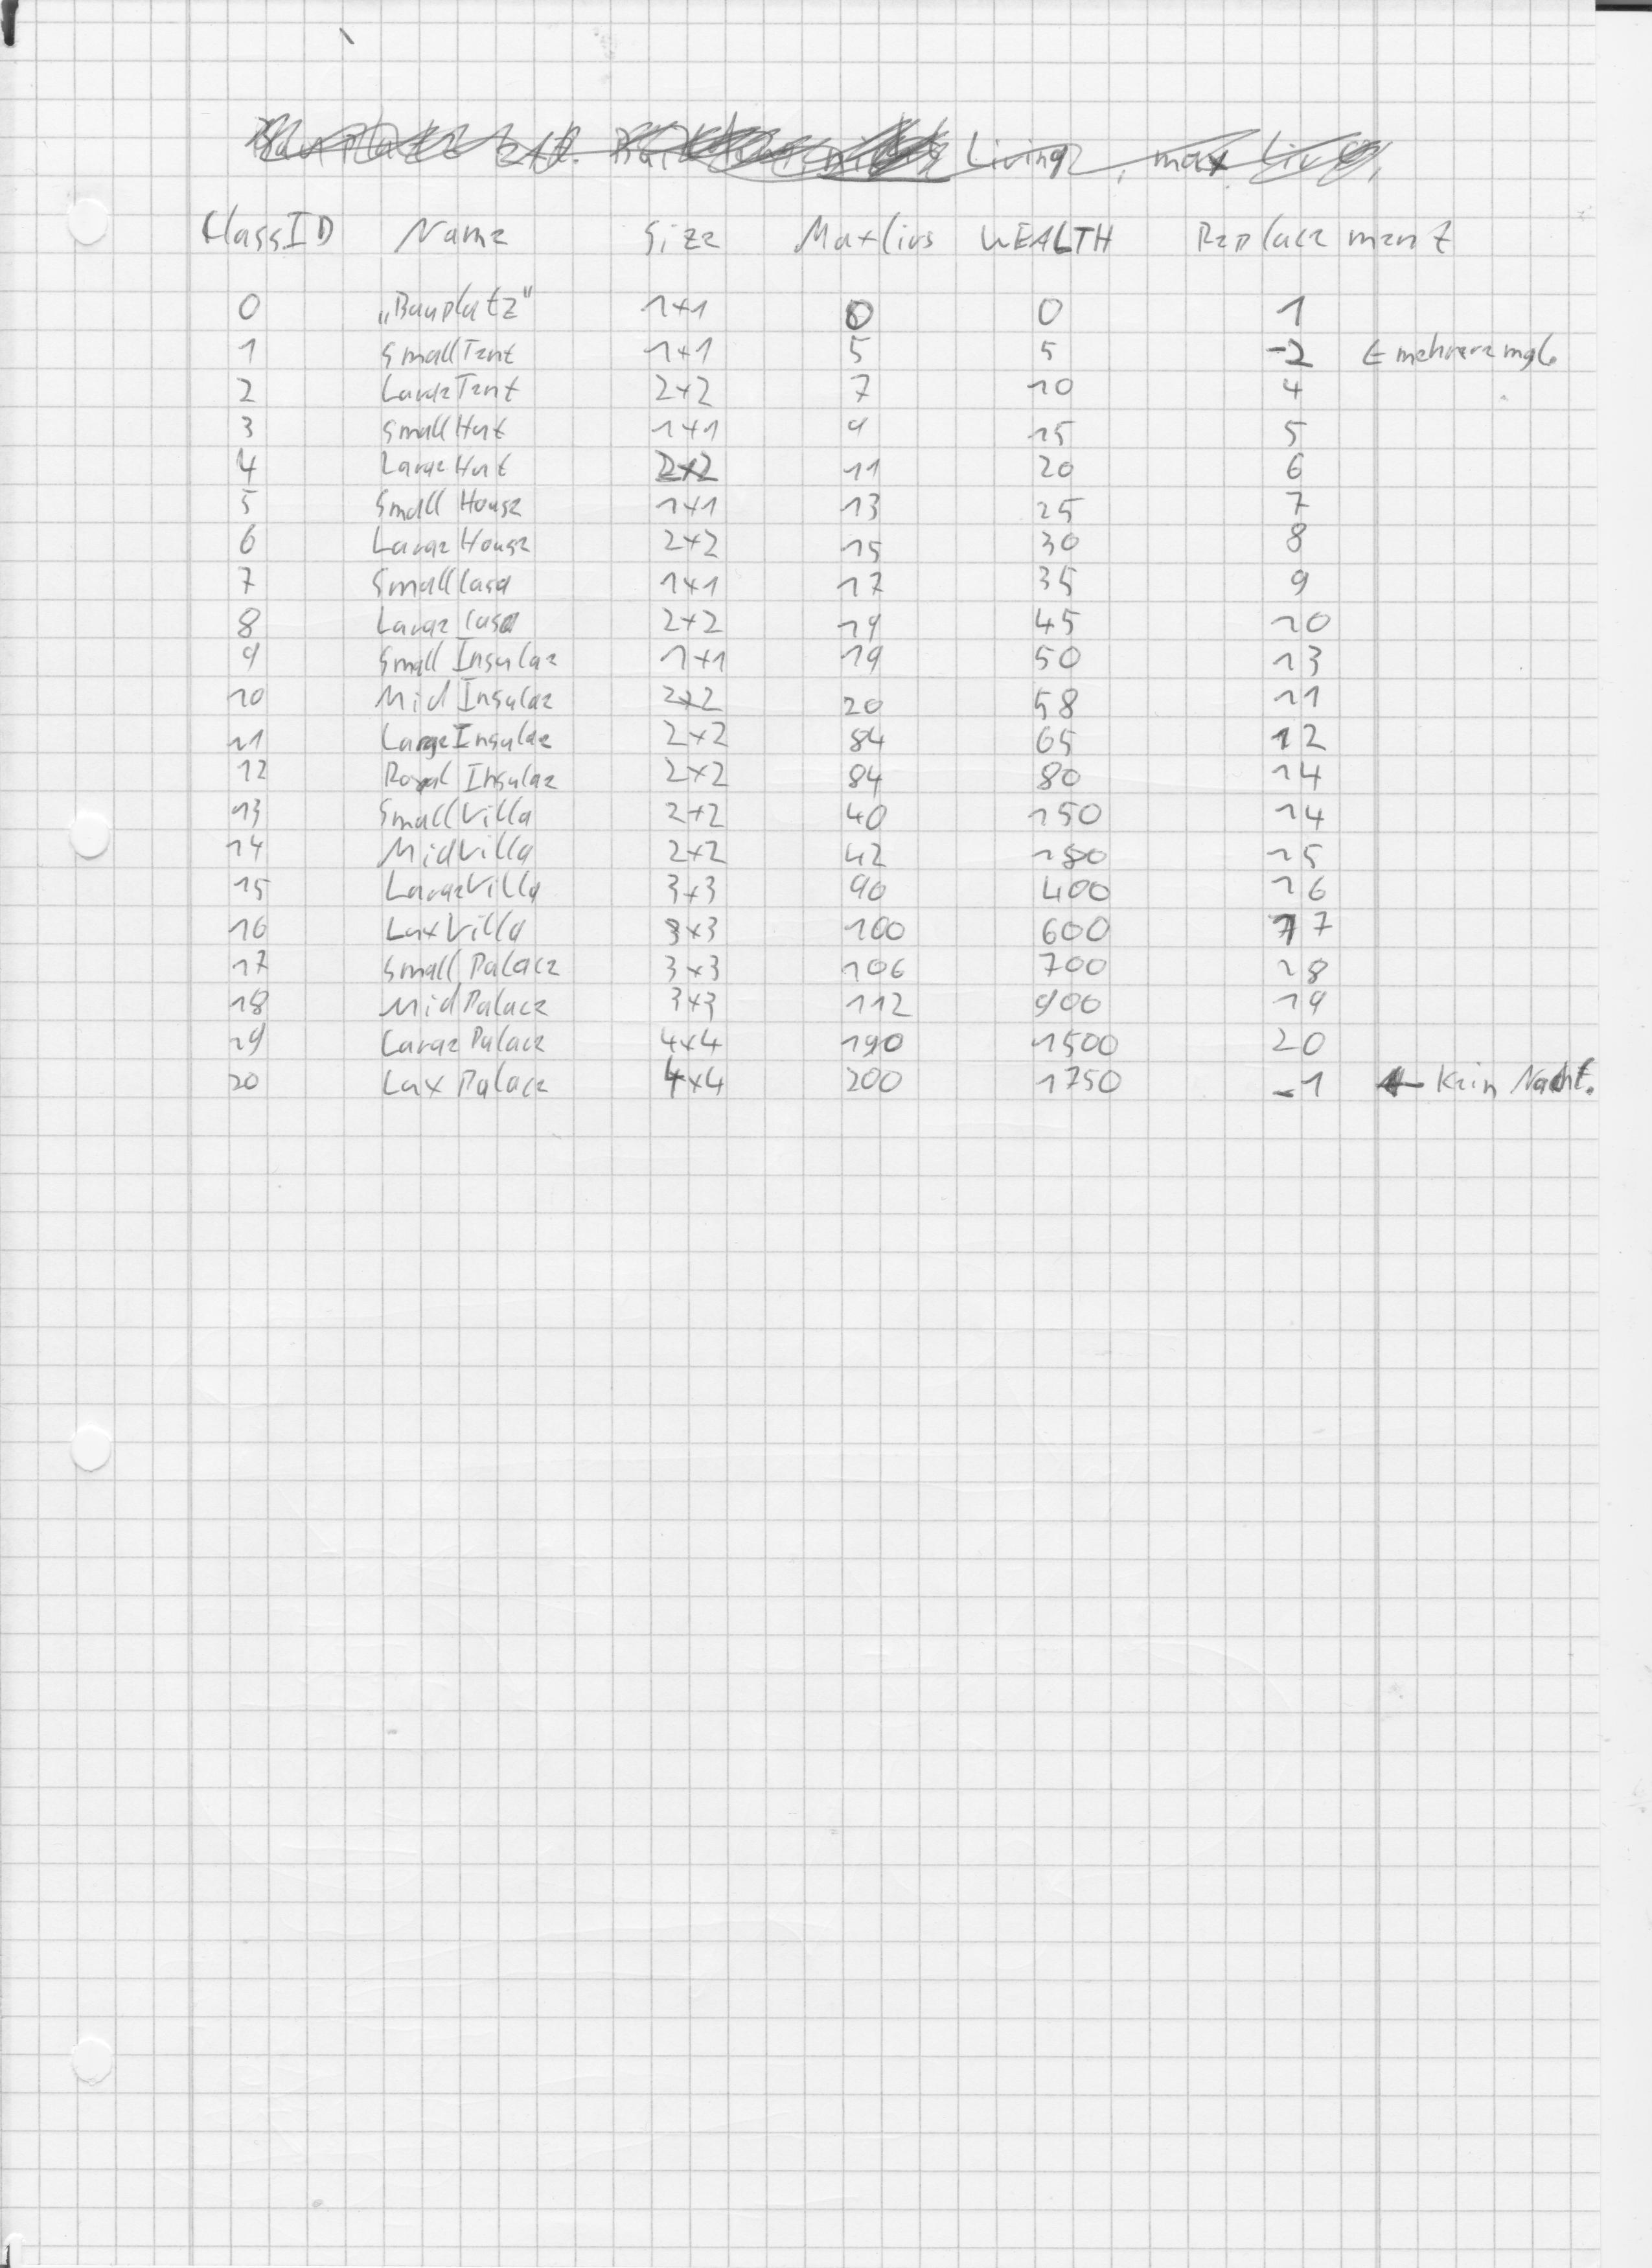 Living, max Living,
ClassID Name Size Maxlivs WEALTH Replacement
0 „Bauplatz" 1x1 0 0 1
1 SmallTent 1x1 5 5 -2 ← mehrere mgl.
2 LargeTent 2x2 7 10 4
3 SmallHut 1x1 9 15 5
4 LargeHut 2x2 11 20 6
5 Small House 1x1 13 25 7
6 LargeHouse 2x2 15 30 8
7 SmallCasa 1x1 17 35 9
8 LargeCasa 2x2 19 45 10
9 Small Insulae 1x1 19 50 13
10 Mid Insulae 2x2 20 58 11
11 LargeInsulae 2x2 84 65 12
12 Royal Insulae 2x2 84 80 14
13 SmallVilla 2x2 40 150 14
14 MidVilla 2x2 42 180 15
15 LargeVilla 3x3 90 400 16
16 LuxVilla 3x3 100 600 17
17 Small Palace 3x3 106 700 18
18 MidPalace 3x3 112 900 19
19 Large Palace 4x4 190 1500 20
20 Lux Palace 4x4 200 1750 -1 ← Kein Nachf.